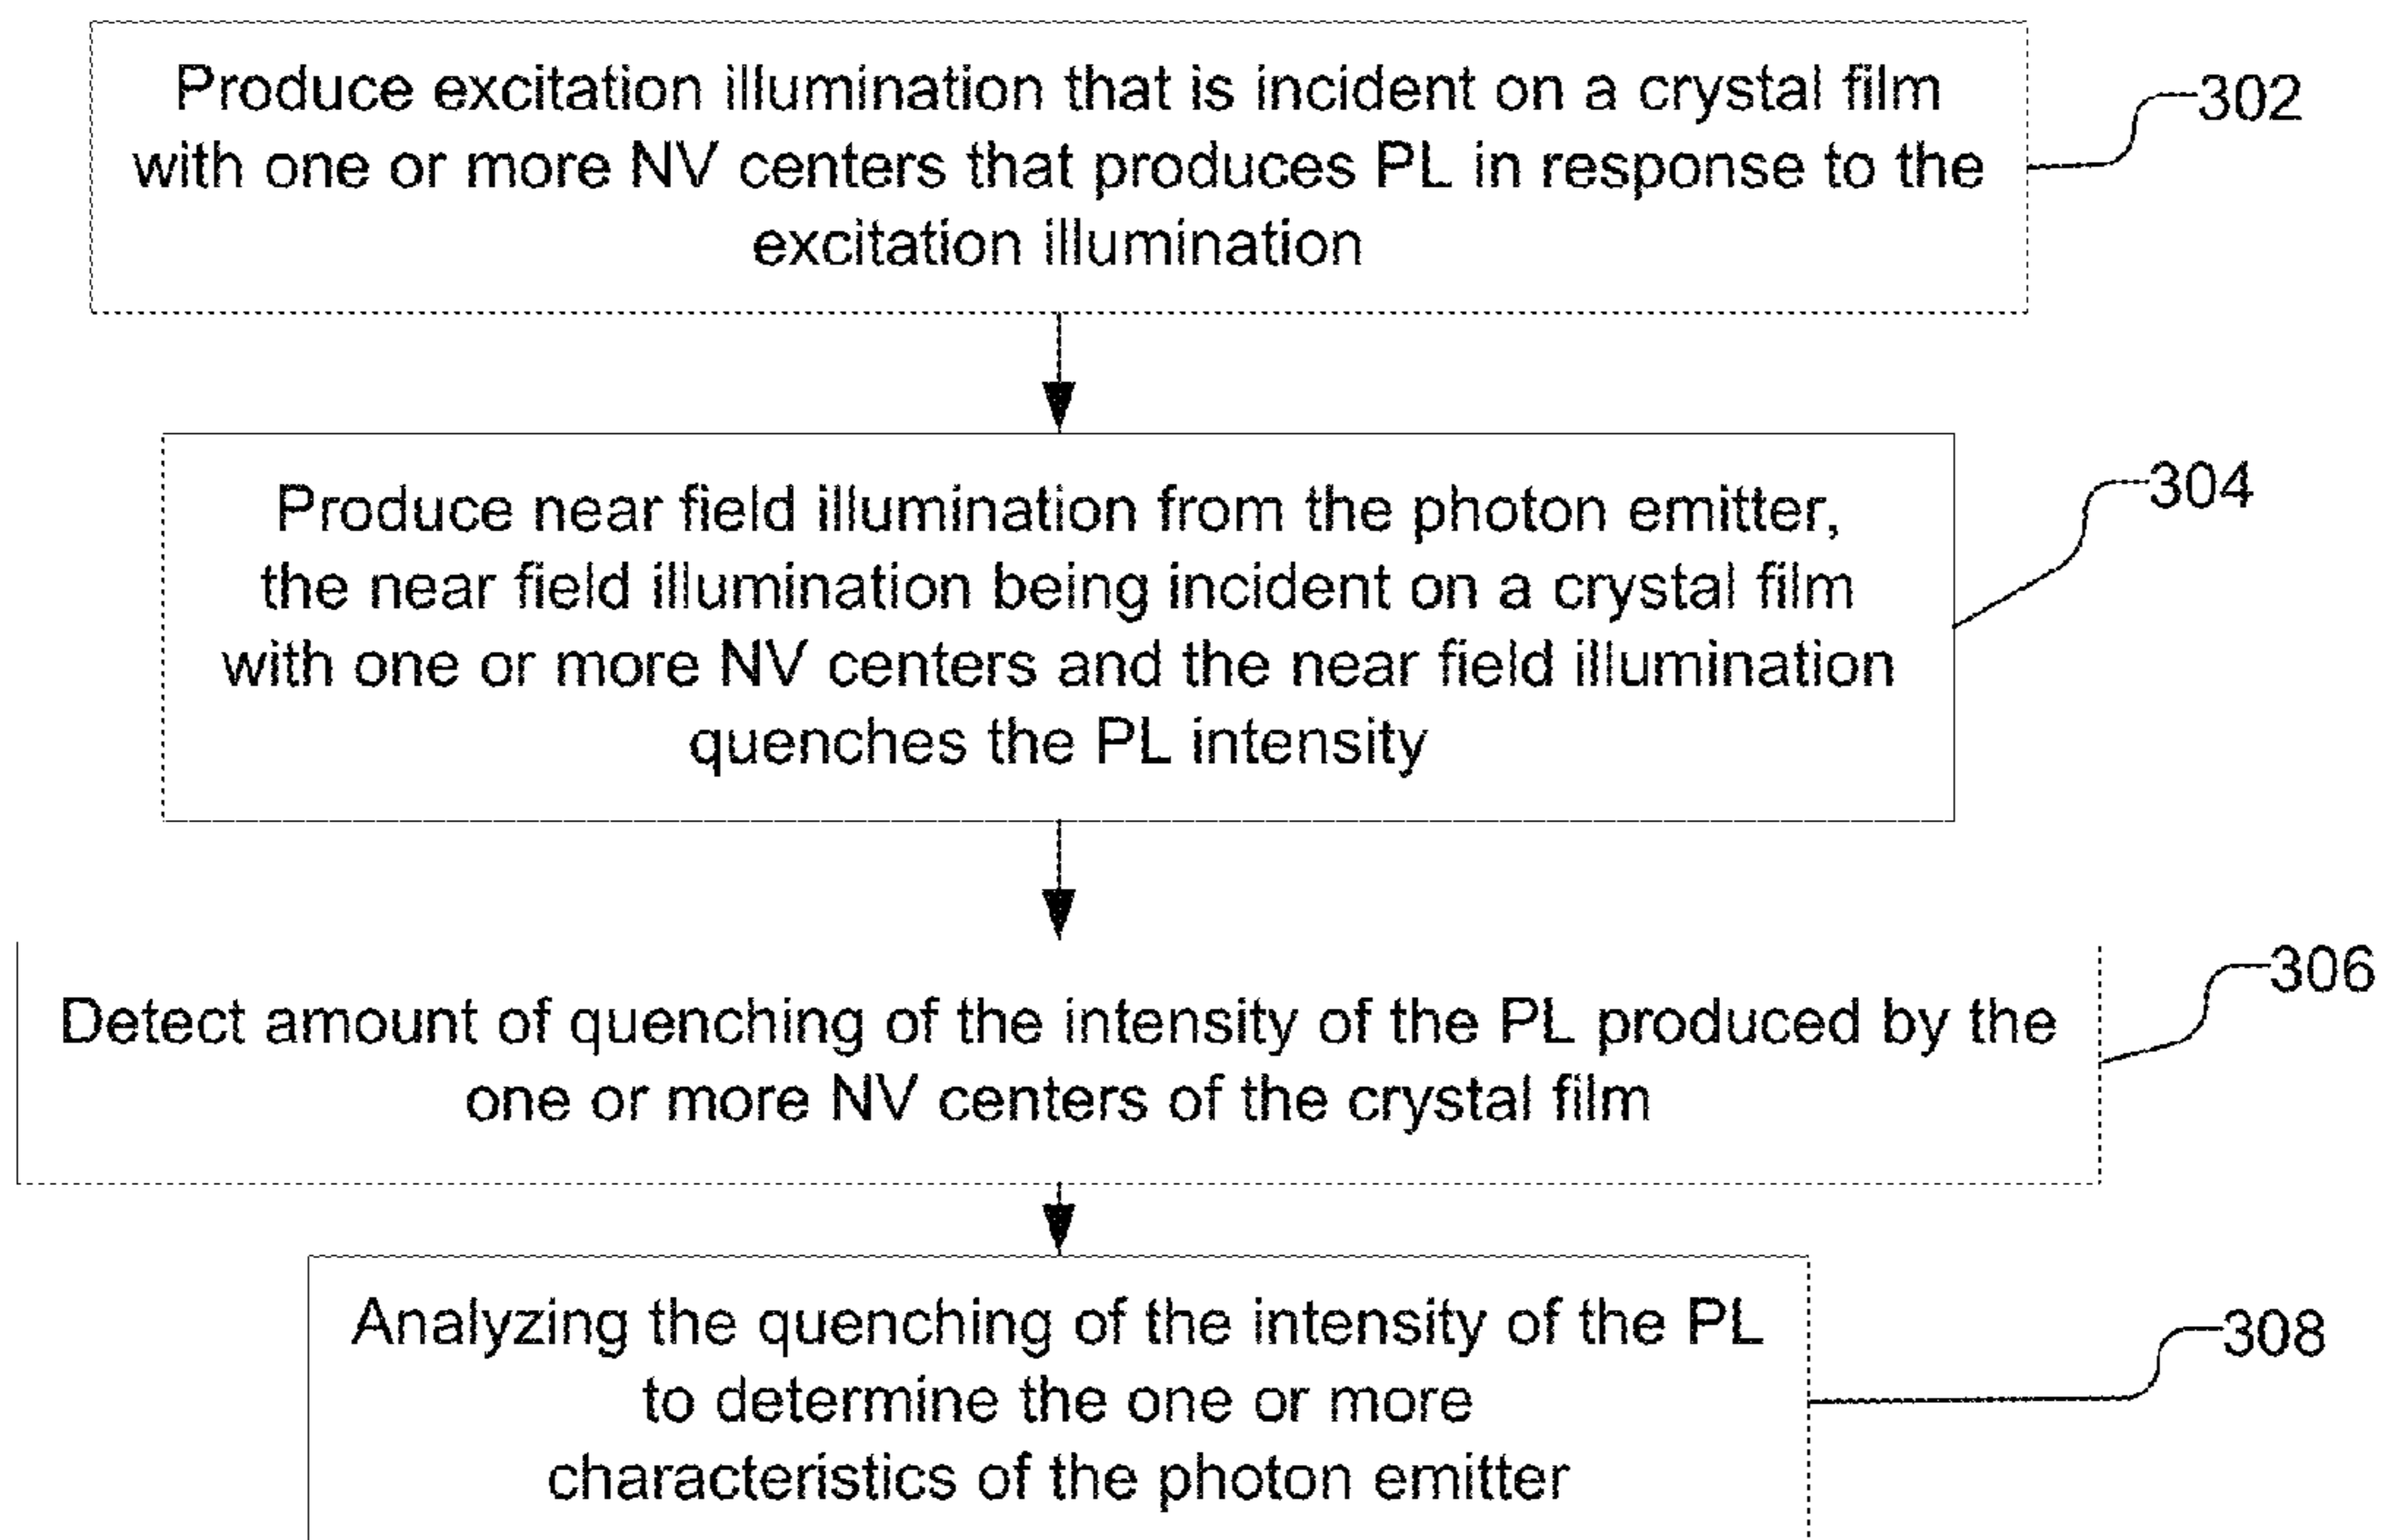 Produce excitation illumination that is incident on a crystal film
with one or more NV centers that produces PL in response to the
excitation illumination
302
Produce near field illumination from the photon emitter,
the near field illumination being incident on a crystal film
with one or more NV centers and the near field illumination
quenches the PL intensity
304
Detect amount of quenching of the intensity of the PL produced by the
one or more NV centers of the crystal film
306
Analyzing the quenching of the intensity of the PL
to determine the one or more
characteristics of the photon emitter
308